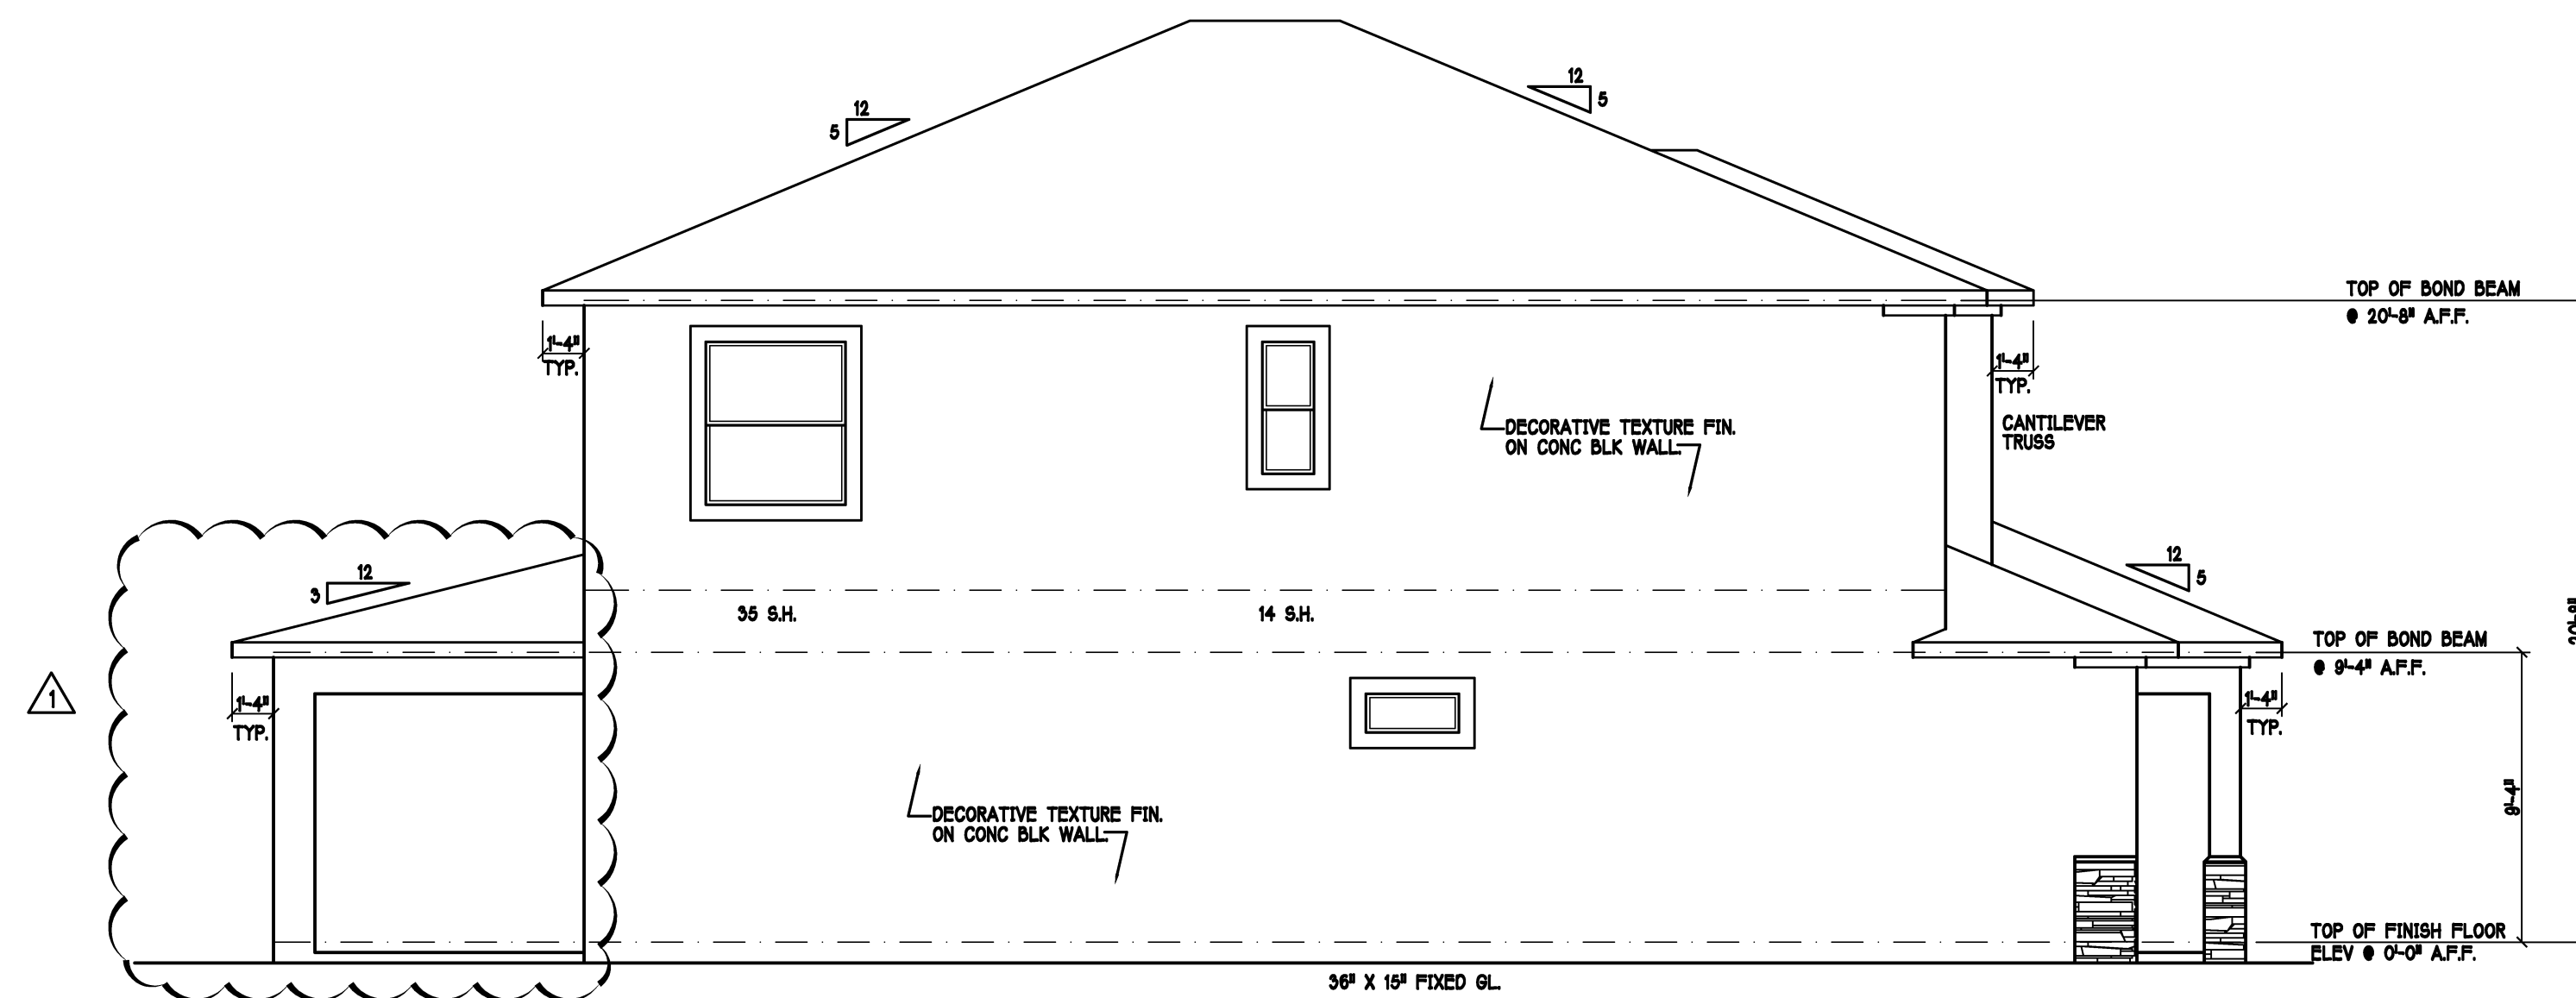 12
5
12
5
TOP OF BOND BEAM
@ 20'-8" A.F.F.
1'-4"
TYP.
1'-4"
TYP.
DECORATIVE TEXTURE FIN.
ON CONC BLK WALL.
CANTILEVER
TRUSS
12
3
12
5
35 S.H.
14 S.H.
TOP OF BOND BEAM
@ 9'-4" A.F.F.
1
1'-4"
TYP.
1'-4"
TYP.
9'-4"
DECORATIVE TEXTURE FIN.
ON CONC BLK WALL.
TOP OF FINISH FLOOR
ELEV @ 0'-0" A.F.F.
36" X 15" FIXED GL.